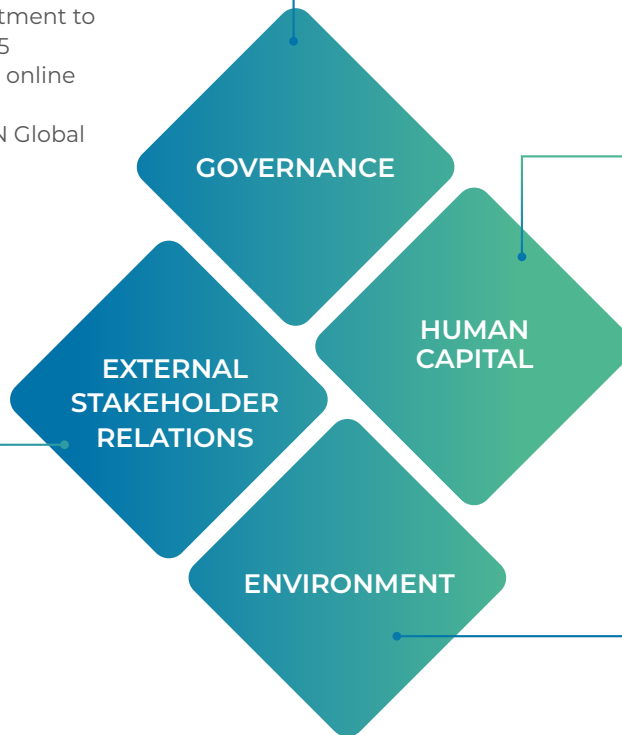 tment to
5
online
N Global
GOVERNANCE
HUMAN
CAPITAL
EXTERNAL
STAKEHOLDER
RELATIONS
ENVIRONMENT